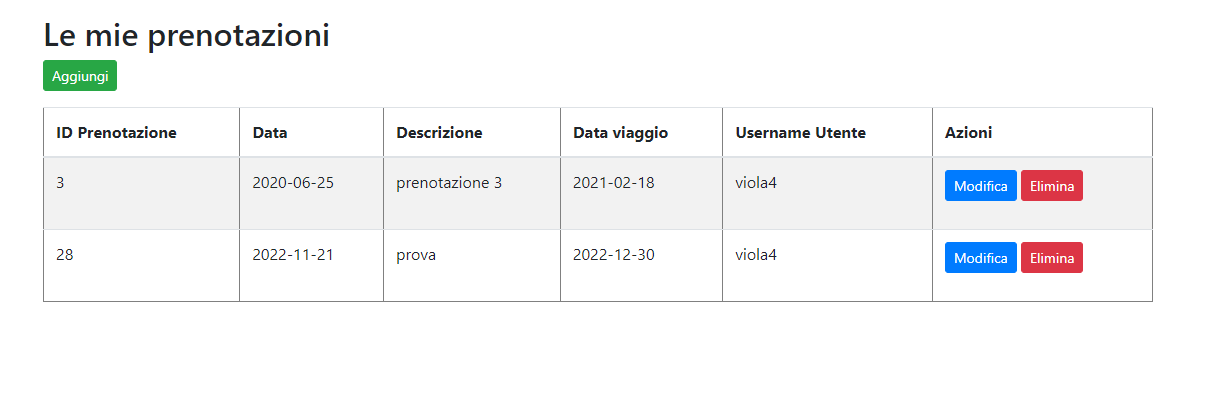 Le mie prenotazioni
Aggiungi
ID Prenotazione Data Descrizione Data viaggio Username Utente Azioni
3 2020-06-25 prenotazione 3 2021-02-18 viola4 Modifica Elimina
28 2022-11-21 prova 2022-12-30 viola4 Modifica Elimina